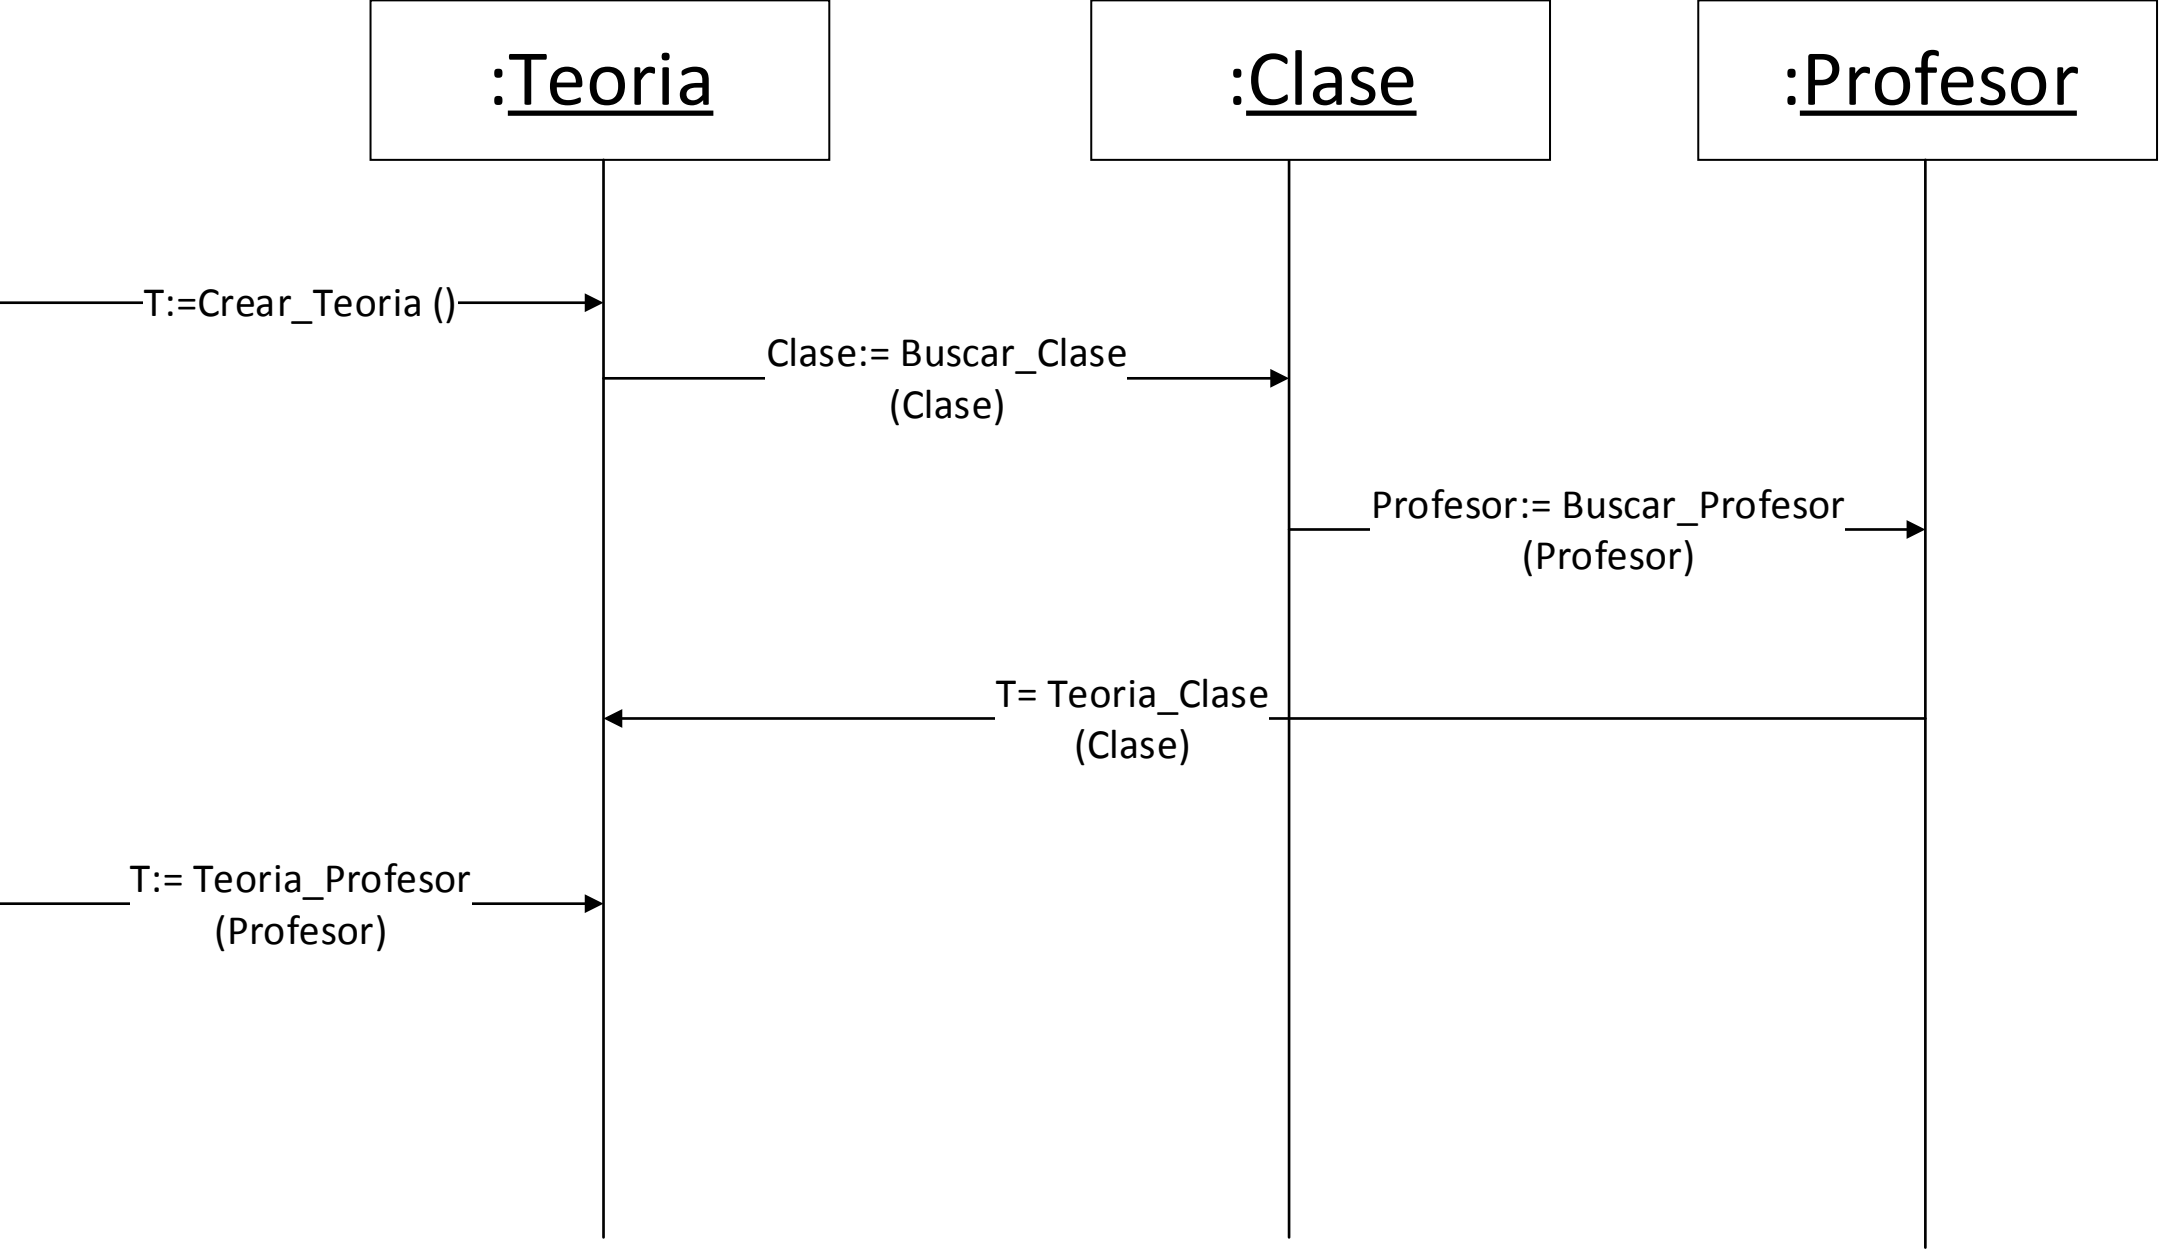 :Teoria
:Clase
:Profesor
T:=Crear_Teoria ()
Clase:= Buscar_Clase
(Clase)
Profesor:= Buscar_Profesor
(Profesor)
T= Teoria_Clase
(Clase)
T:= Teoria_Profesor
(Profesor)